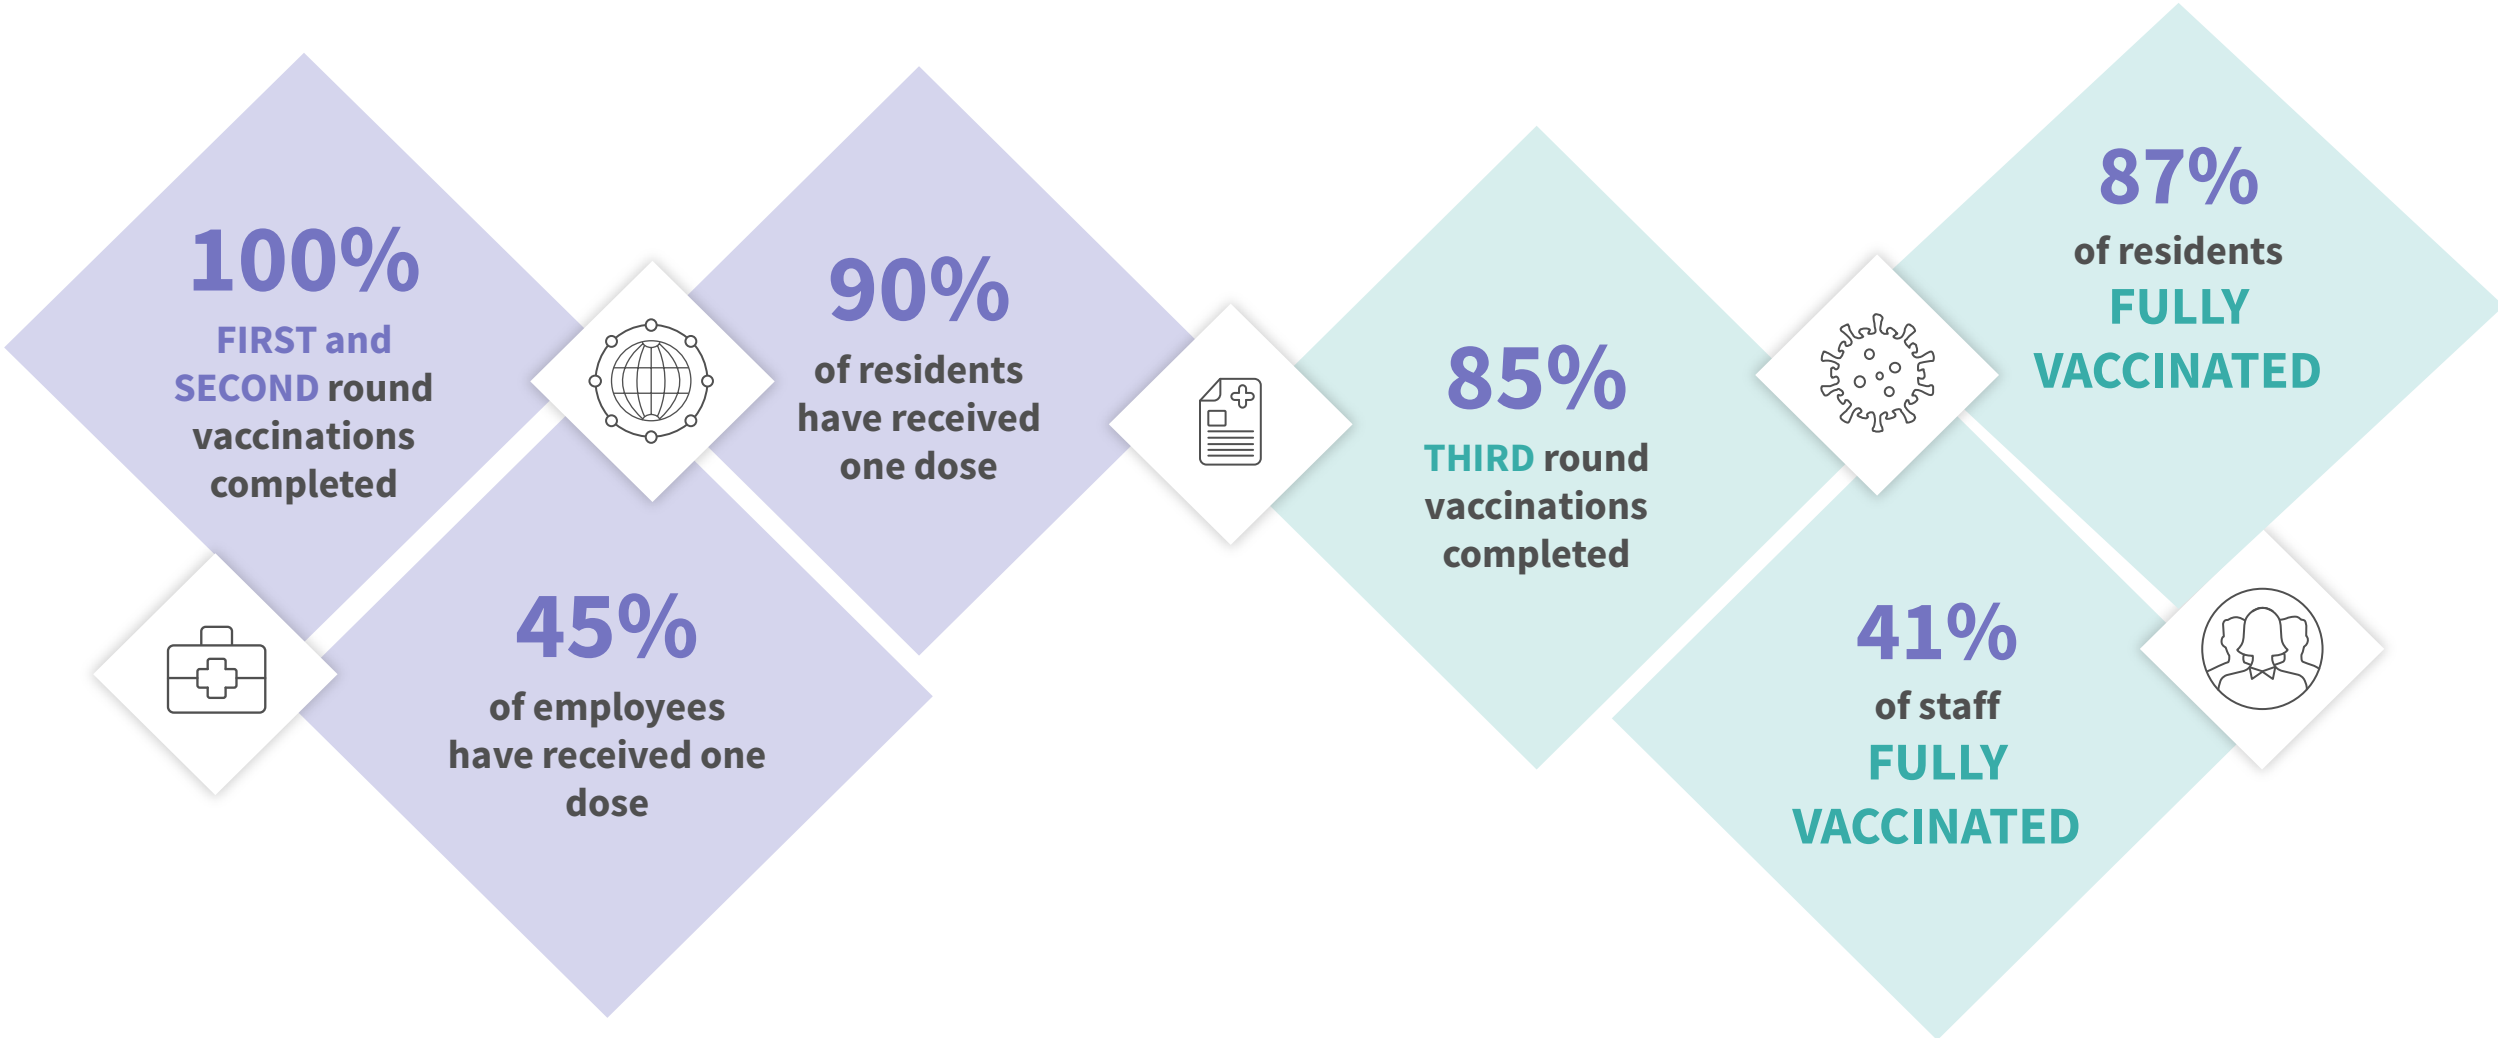 100%
FIRST and
SECOND round
vaccinations
completed
45%
of employees
have received one
dose
90%
of residents
have received
one dose
85%
THIRD round
vaccinations
completed
41%
of staff
FULLY
VACCINATED
87%
of residents
FULLY
VACCINATED